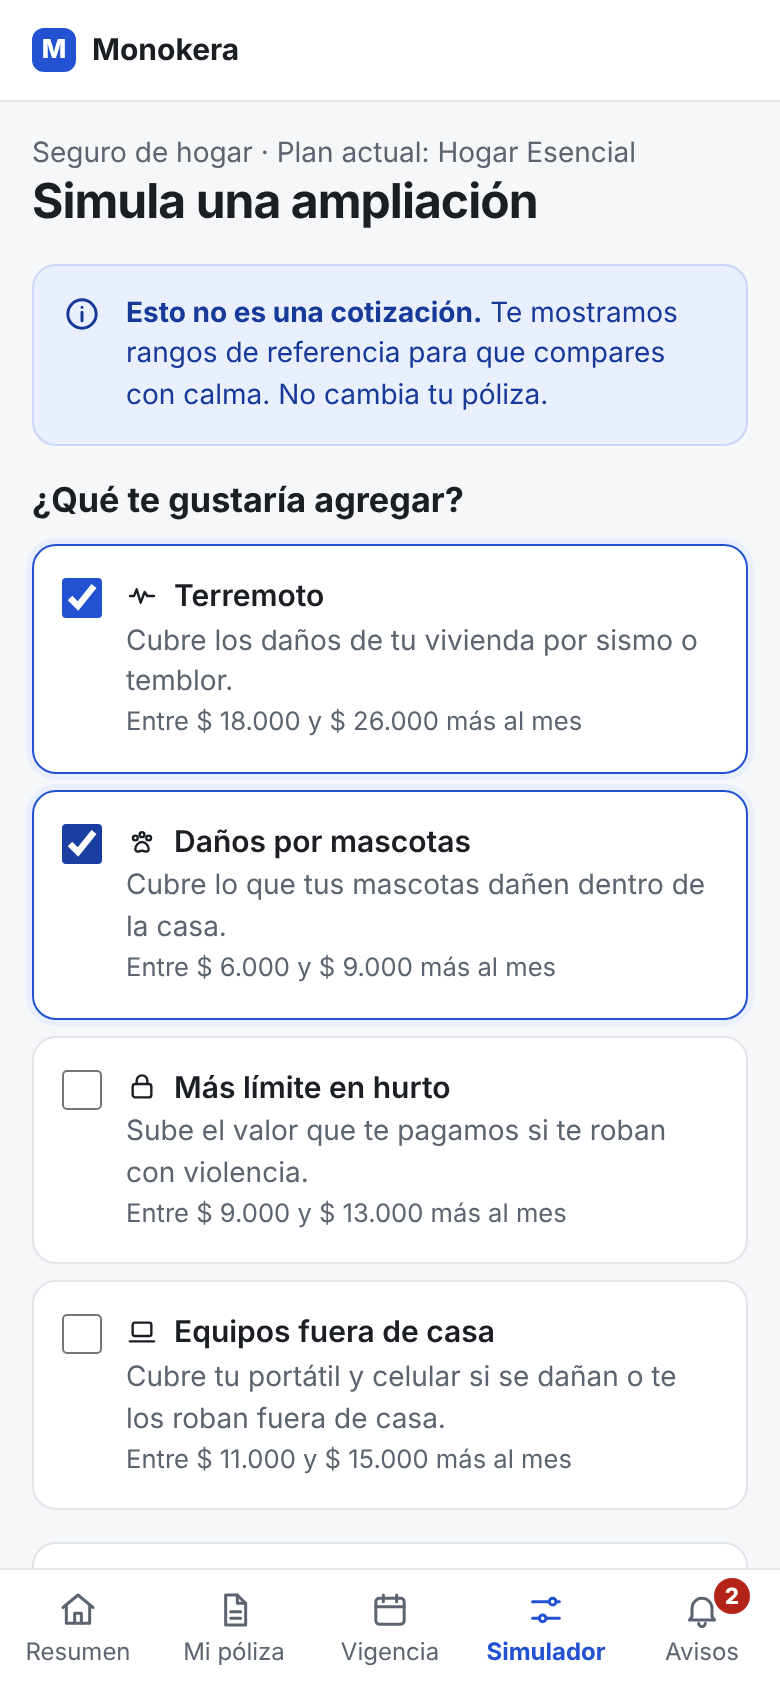 M Monokera
Seguro de hogar · Plan actual: Hogar Esencial
Simula una ampliación
Esto no es una cotización. Te mostramos
rangos de referencia para que compares
con calma. No cambia tu póliza.
¿Qué te gustaría agregar?
Terremoto
Cubre los daños de tu vivienda por sismo o
temblor.
Entre $ 18.000 y $ 26.000 más al mes
Daños por mascotas
Cubre lo que tus mascotas dañen dentro de
la casa.
Entre $ 6.000 y $ 9.000 más al mes
Más límite en hurto
Sube el valor que te pagamos si te roban
con violencia.
Entre $ 9.000 y $ 13.000 más al mes
Equipos fuera de casa
Cubre tu portátil y celular si se dañan o te
los roban fuera de casa.
Entre $ 11.000 y $ 15.000 más al mes
2
Resumen Mi póliza Vigencia Simulador Avisos